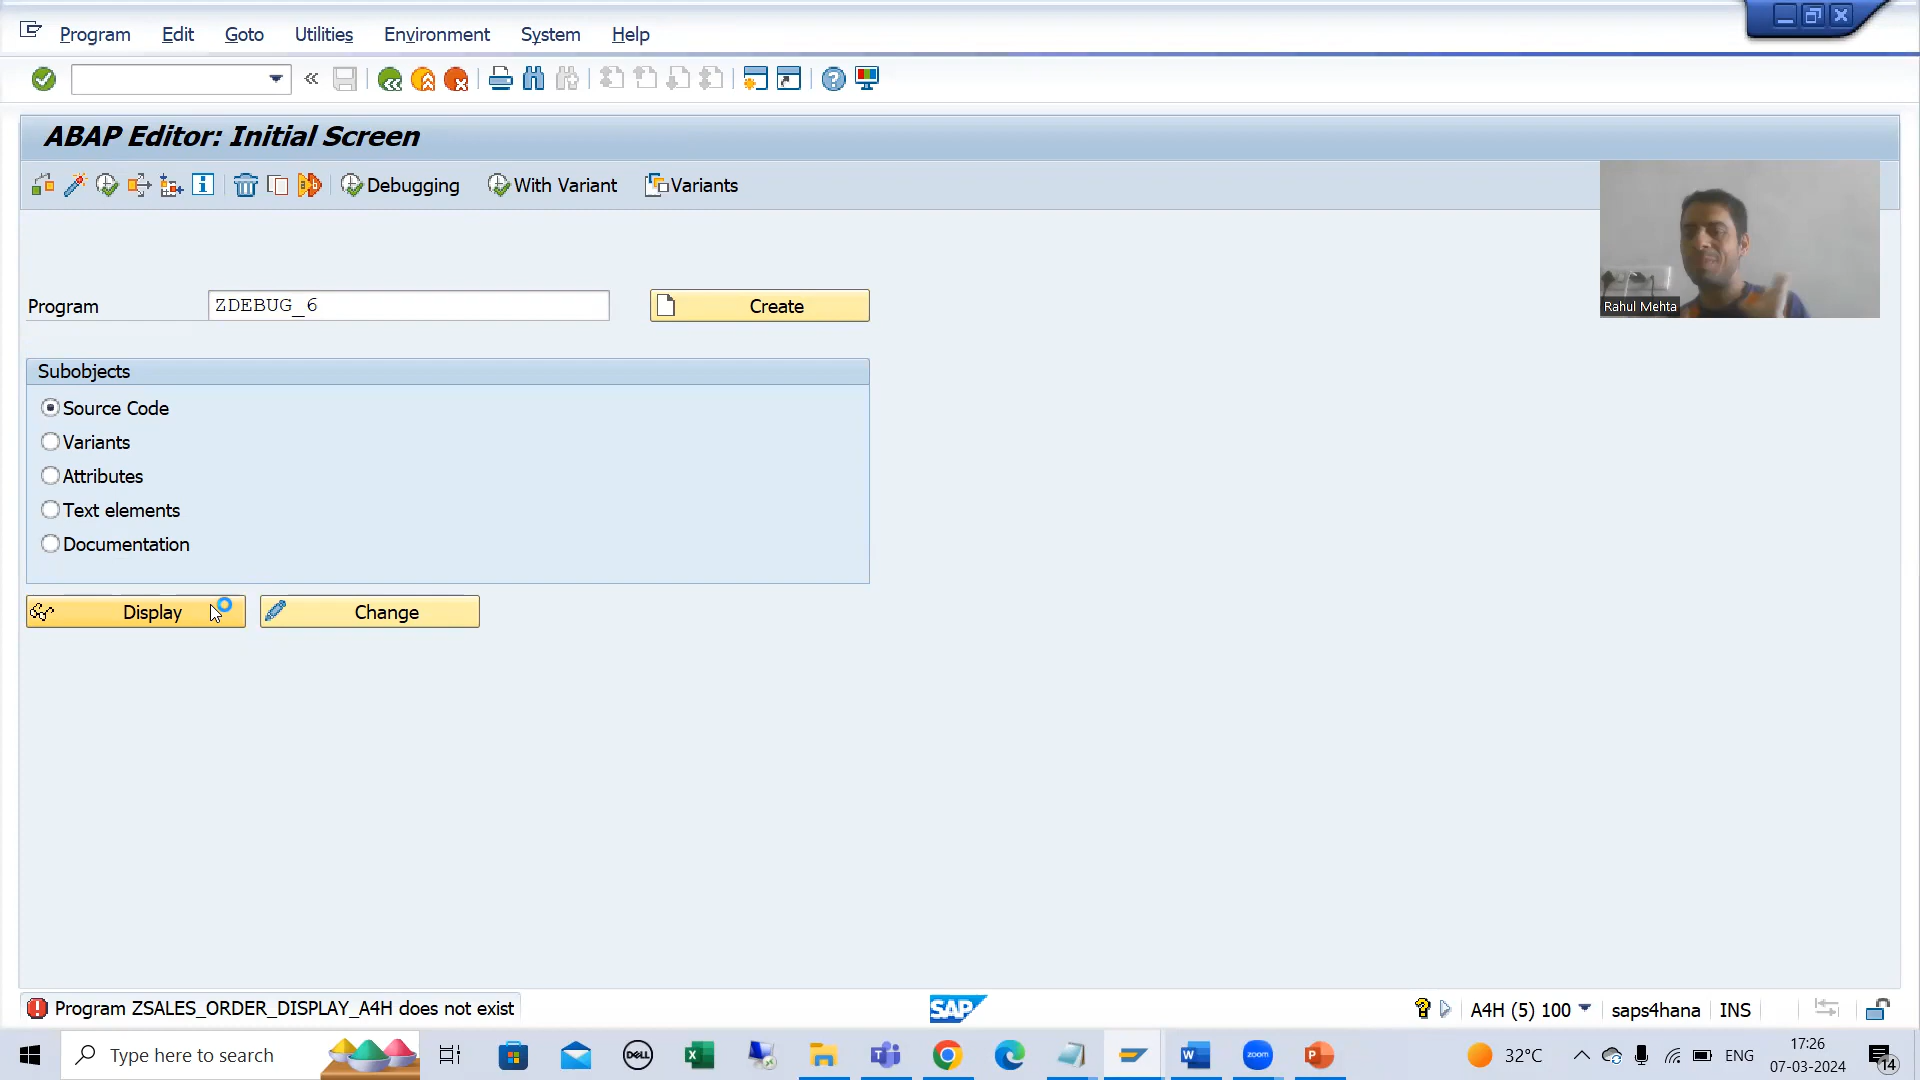 Program Edit Goto Utilities Environment System Help
ABAP Editor: Initial Screen
Debugging With Variant Variants
Rahul Mehta
Program ZDEBUG_6 Create
Subobjects
Source Code
Variants
Attributes
Text elements
Documentation
Display Change
Program ZSALES_ORDER_DISPLAY_A4H does not exist
SAP
A4H (5) 100 saps4hana INS
Type here to search
DELL
zoom
32°C
ENG
17:26
07-03-2024
14